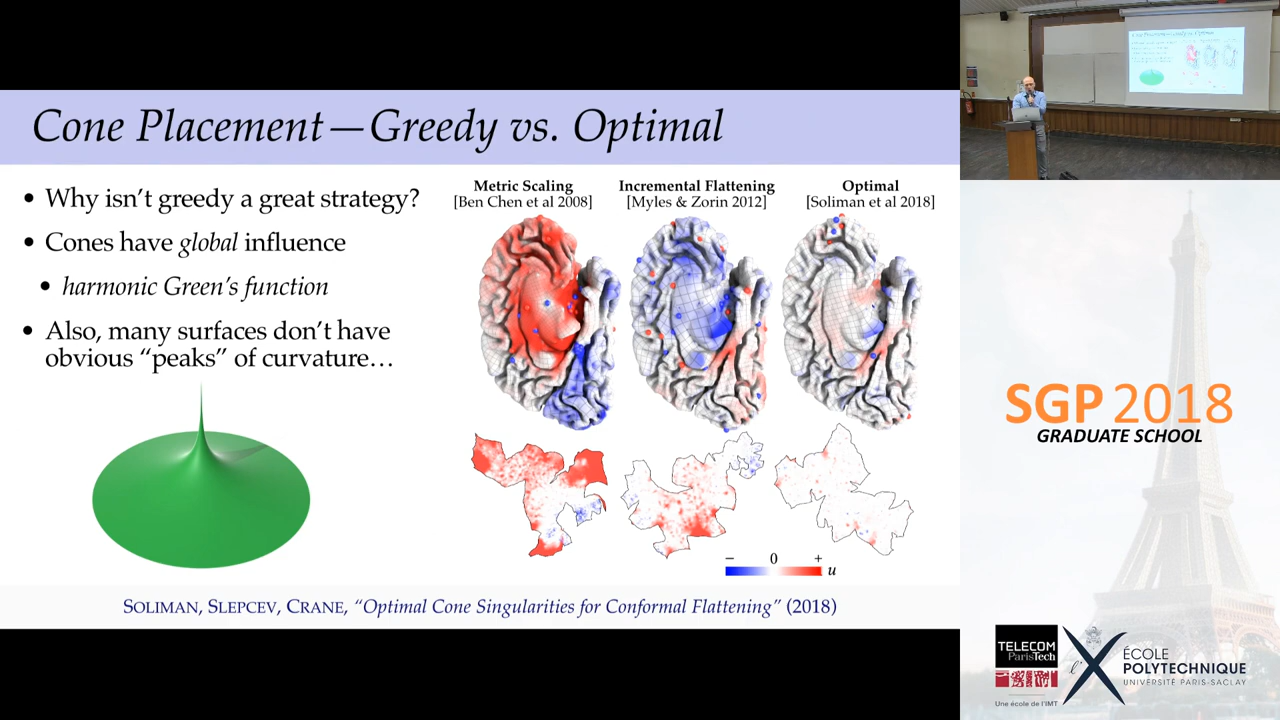 Cone Placement—Greedy vs. Optimal
• Why isn't greedy a great strategy?
• Cones have global influence
• harmonic Green's function
• Also, many surfaces don't have
obvious “peaks” of curvature…
Metric Scaling
[Ben Chen et al 2008]
Incremental Flattening
[Myles & Zorin 2012]
Optimal
[Soliman et al 2018]
− 0 +
u
SOLIMAN, SLEPCEV, CRANE, “Optimal Cone Singularities for Conformal Flattening” (2018)
SGP 2018
GRADUATE SCHOOL
TELECOM
ParisTech
Une école de l'IMT
l'X
ÉCOLE
POLYTECHNIQUE
UNIVERSITÉ PARIS-SACLAY